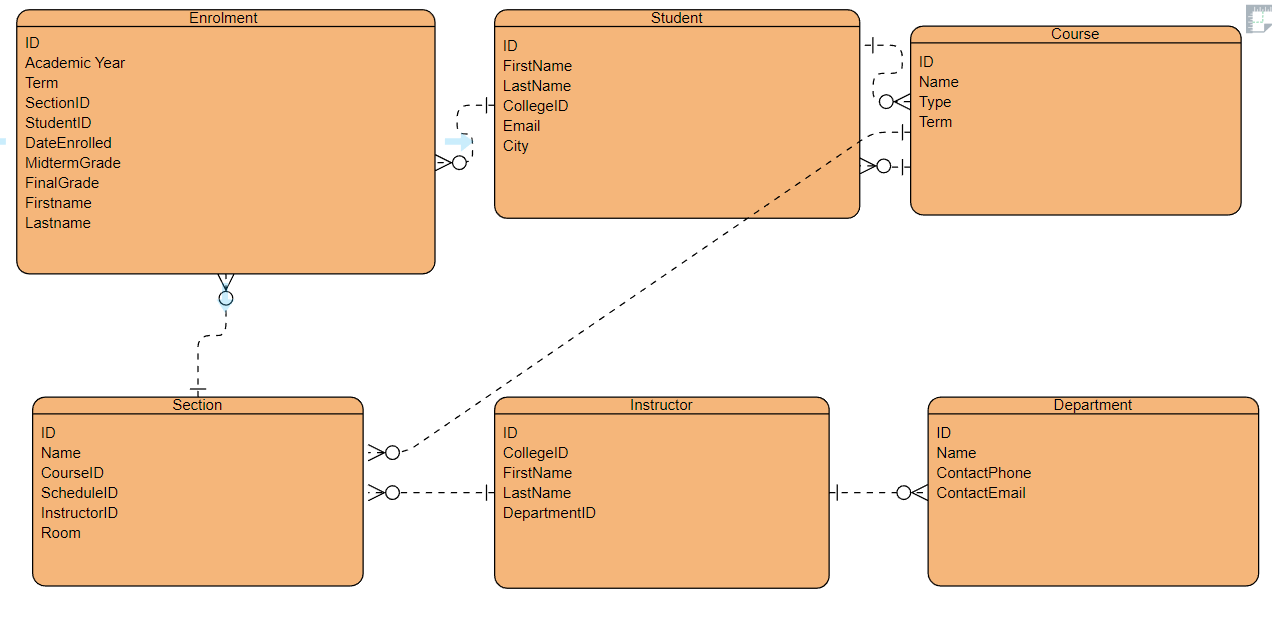 Enrolment
ID
Academic Year
Term
SectionID
StudentID
DateEnrolled
MidtermGrade
FinalGrade
Firstname
Lastname
Student
ID
FirstName
LastName
CollegeID
Email
City
Course
ID
Name
Type
Term
Section
ID
Name
CourseID
ScheduleID
InstructorID
Room
Instructor
ID
CollegeID
FirstName
LastName
DepartmentID
Department
ID
Name
ContactPhone
ContactEmail